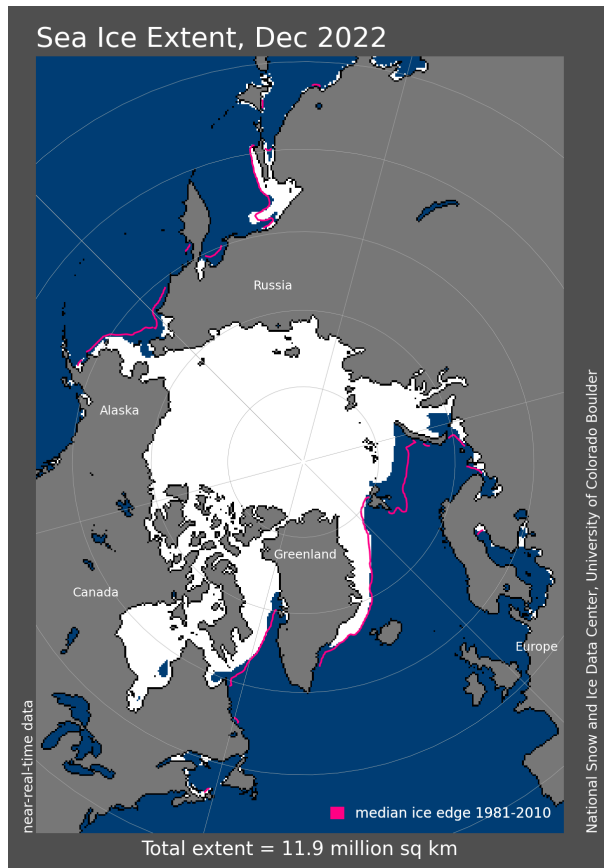 Sea Ice Extent, Dec 2022
Russia
Alaska
Greenland
Canada
Europe
near-real-time data
National Snow and Ice Data Center, University of Colorado Boulder
median ice edge 1981-2010
Total extent = 11.9 million sq km